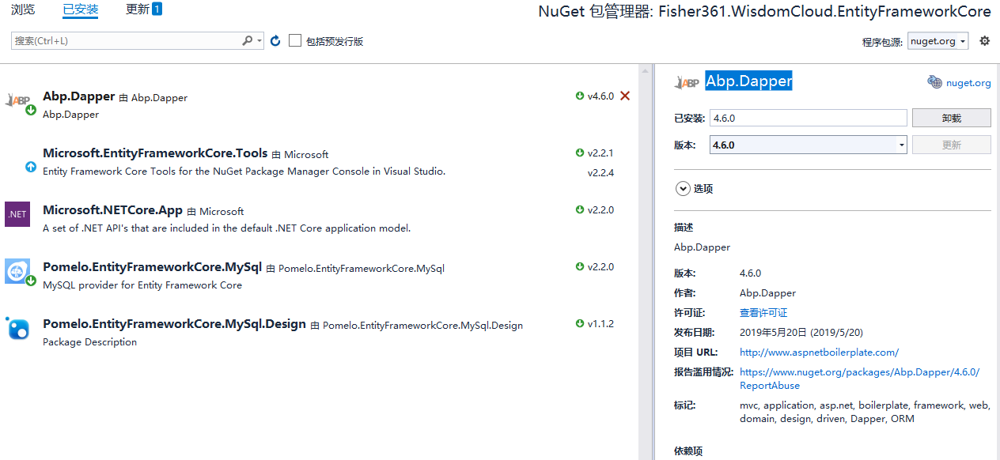 浏览 已安装 更新 1
NuGet 包管理器: Fisher361.WisdomCloud.EntityFrameworkCore
搜索(Ctrl+L) 包括预发行版
程序包源: nuget.org
ABP
Abp.Dapper 由 Abp.Dapper v4.6.0
Abp.Dapper
Microsoft.EntityFrameworkCore.Tools 由 Microsoft v2.2.1
Entity Framework Core Tools for the NuGet Package Manager Console in Visual Studio. v2.2.4
.NET
Microsoft.NETCore.App 由 Microsoft v2.2.0
A set of .NET API's that are included in the default .NET Core application model.
Pomelo.EntityFrameworkCore.MySql 由 Pomelo.EntityFrameworkCore.MySql v2.2.0
MySQL provider for Entity Framework Core
Pomelo.EntityFrameworkCore.MySql.Design 由 Pomelo.EntityFrameworkCore.MySql.Design v1.1.2
Package Description
ABP Abp.Dapper nuget.org
已安装: 4.6.0 卸载
版本: 4.6.0 更新
选项
描述
Abp.Dapper
版本: 4.6.0
作者: Abp.Dapper
许可证: 查看许可证
发布日期: 2019年5月20日 (2019/5/20)
项目 URL: http://www.aspnetboilerplate.com/
报告滥用情况: https://www.nuget.org/packages/Abp.Dapper/4.6.0/
ReportAbuse
标记: mvc, application, asp.net, boilerplate, framework, web,
domain, design, driven, Dapper, ORM
依赖项